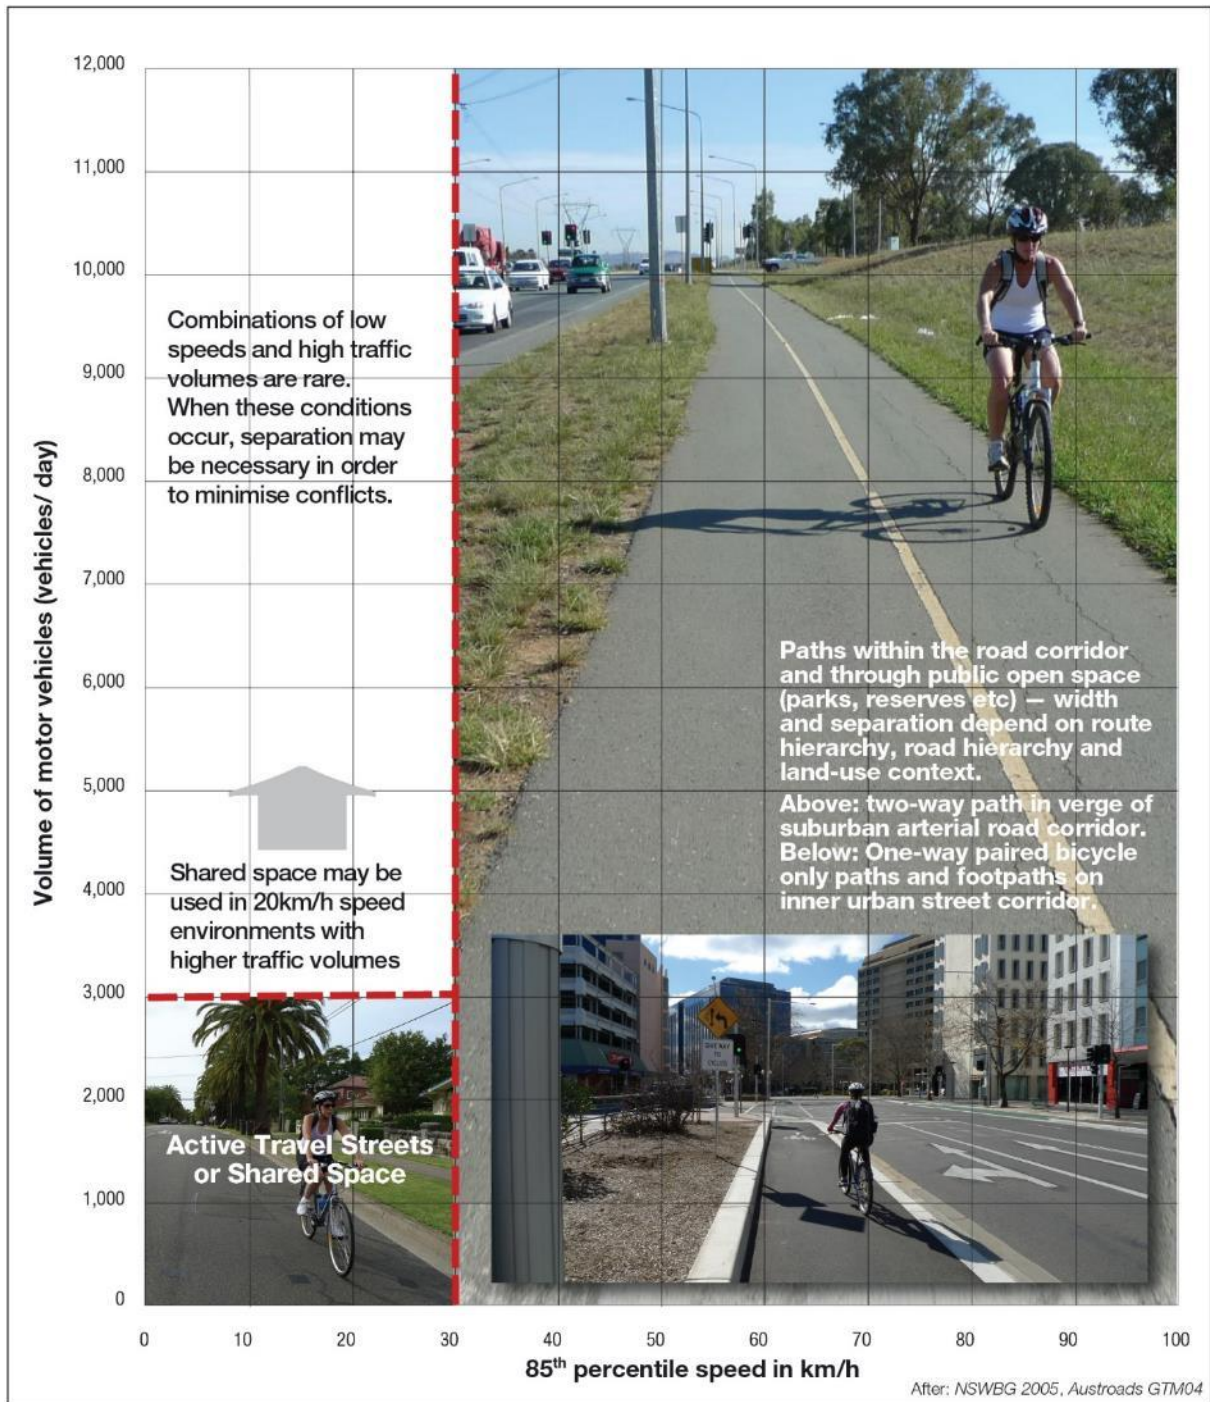 12,000
11,000
10,000
9,000
8,000
7,000
6,000
5,000
4,000
3,000
2,000
1,000
0
Volume of motor vehicles (vehicles/ day)
Combinations of low
speeds and high traffic
volumes are rare.
When these conditions
occur, separation may
be necessary in order
to minimise conflicts.
Shared space may be
used in 20km/h speed
environments with
higher traffic volumes
Active Travel Streets
or Shared Space
Paths within the road corridor
and through public open space
(parks, reserves etc) — width
and separation depend on route
hierarchy, road hierarchy and
land-use context.
Above: two-way path in verge of
suburban arterial road corridor.
Below: One-way paired bicycle
only paths and footpaths on
inner urban street corridor.
0 10 20 30 40 50 60 70 80 90 100
85th percentile speed in km/h
After: NSWBG 2005, Austroads GTM04